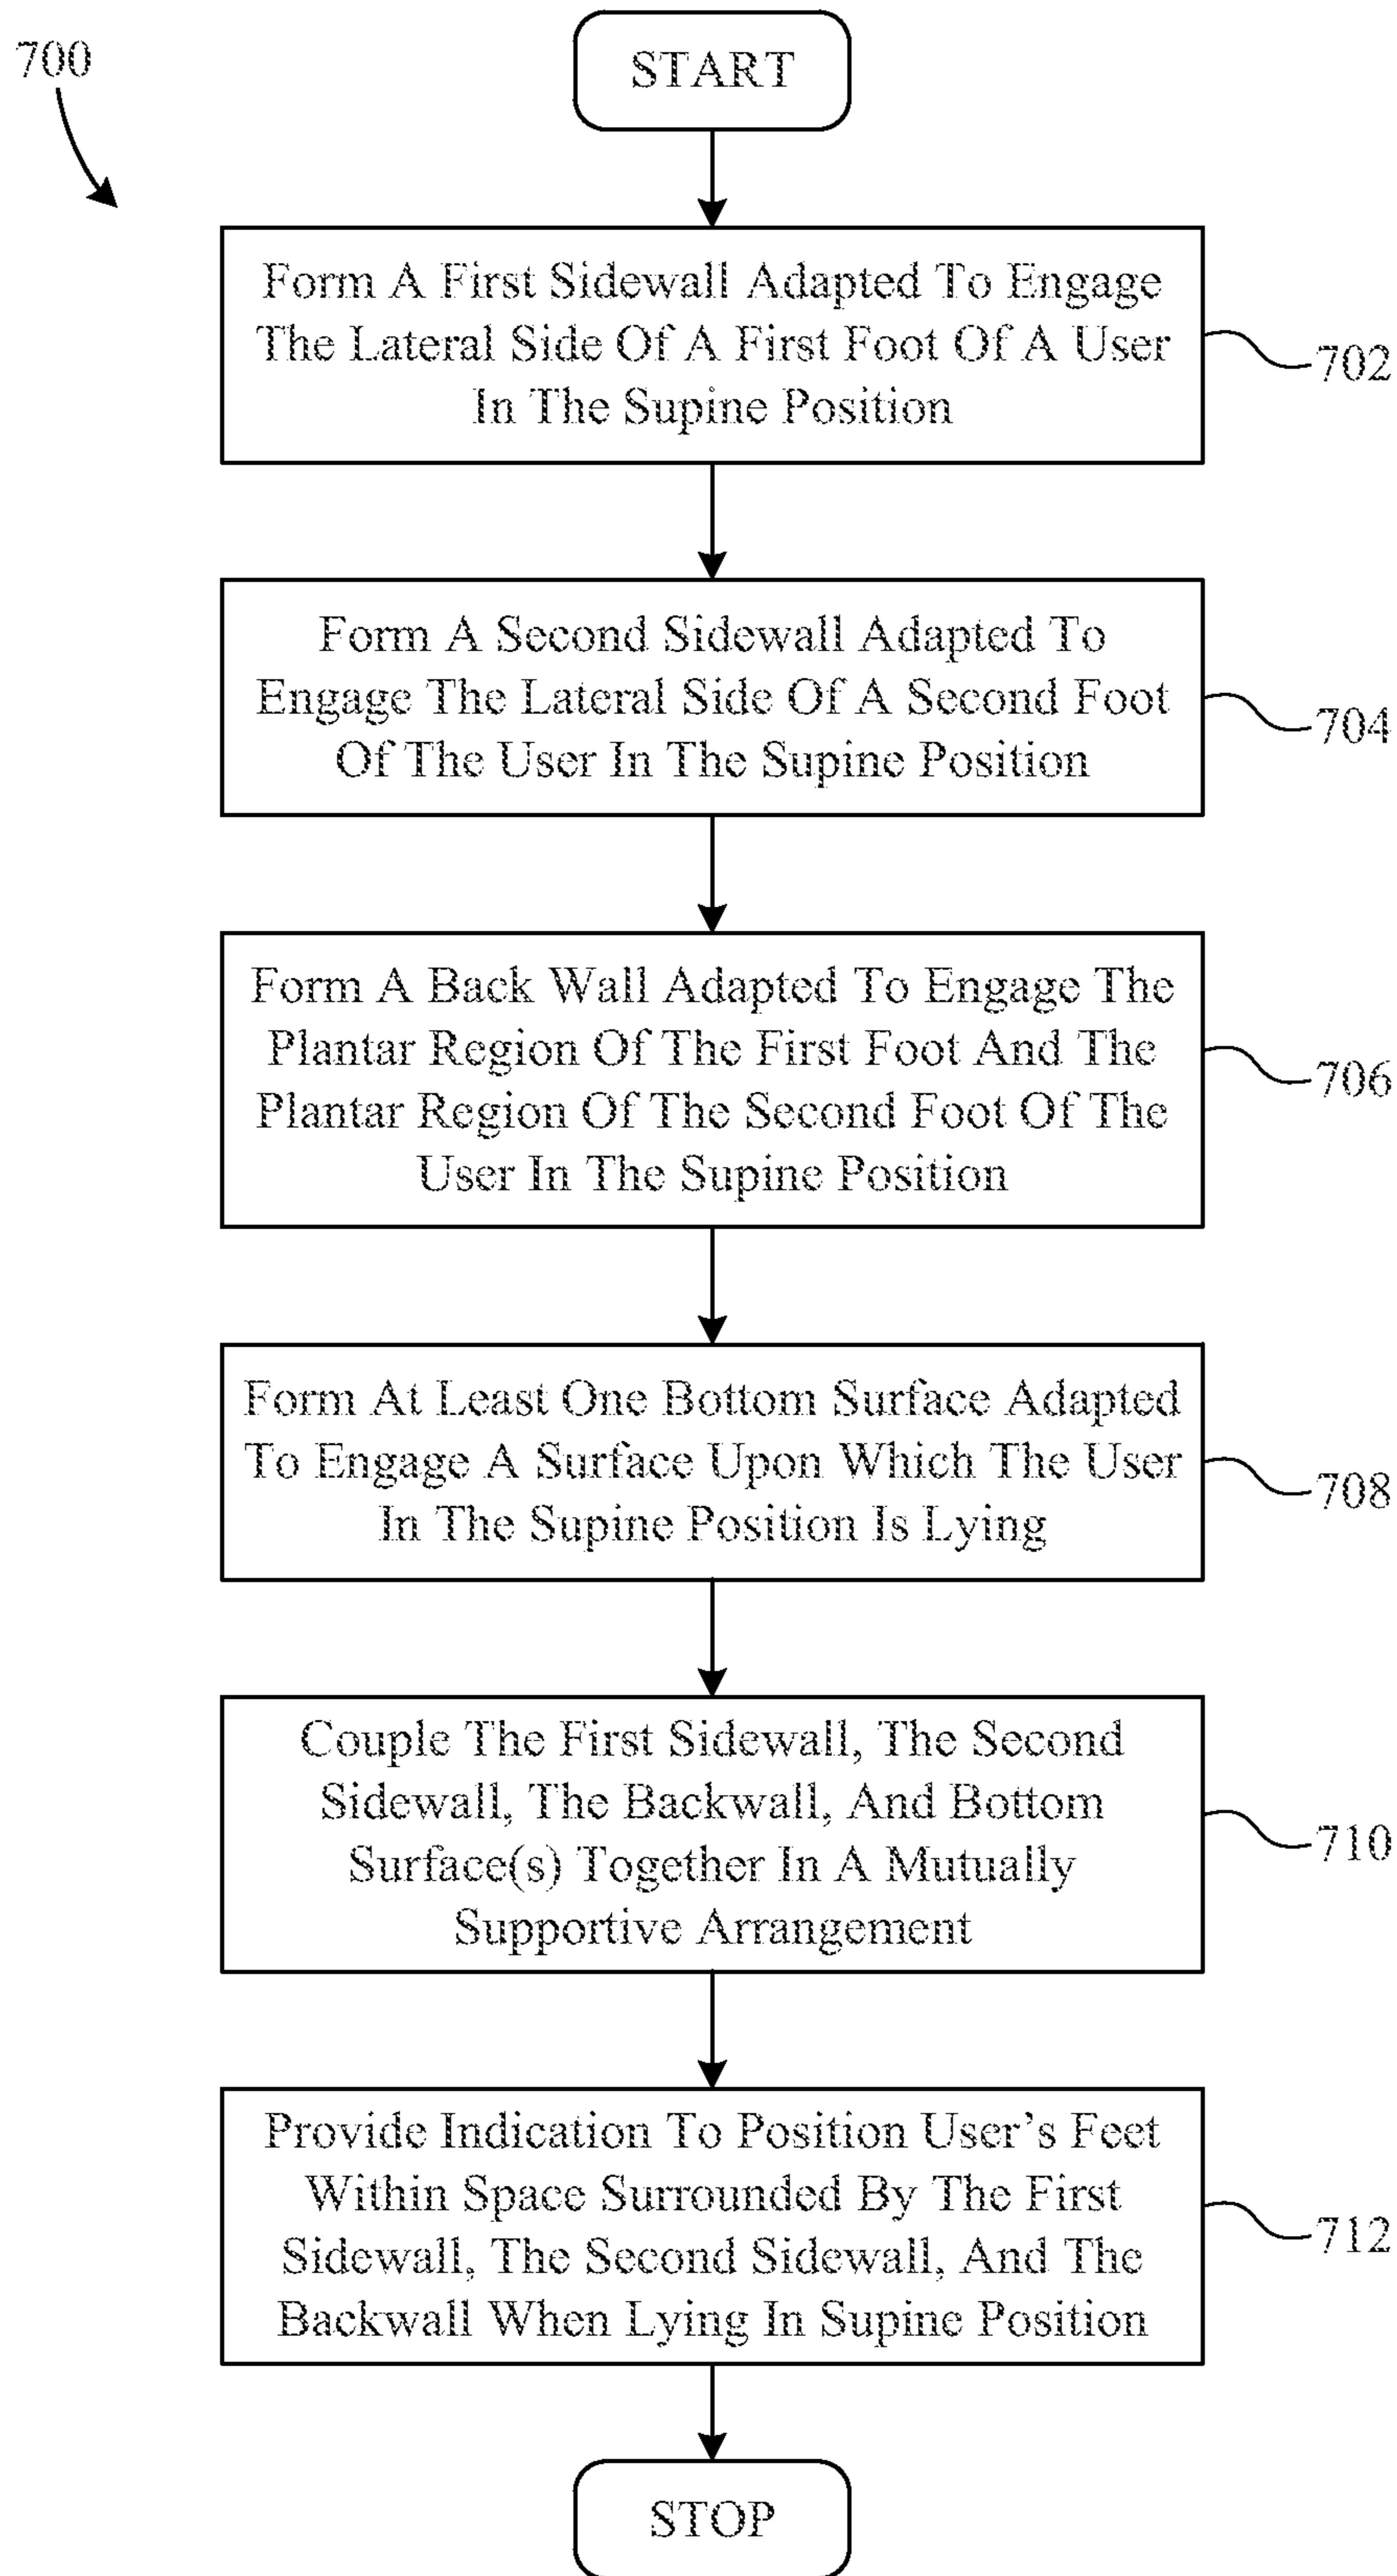 700
START
Form A First Sidewall Adapted To Engage
The Lateral Side Of A First Foot Of A User
In The Supine Position
702
Form A Second Sidewall Adapted To
Engage The Lateral Side Of A Second Foot
Of The User In The Supine Position
704
Form A Back Wall Adapted To Engage The
Plantar Region Of The First Foot And The
Plantar Region Of The Second Foot Of The
User In The Supine Position
706
Form At Least One Bottom Surface Adapted
To Engage A Surface Upon Which The User
In The Supine Position Is Lying
708
Couple The First Sidewall, The Second
Sidewall, The Backwall, And Bottom
Surface(s) Together In A Mutually
Supportive Arrangement
710
Provide Indication To Position User's Feet
Within Space Surrounded By The First
Sidewall, The Second Sidewall, And The
Backwall When Lying In Supine Position
712
STOP